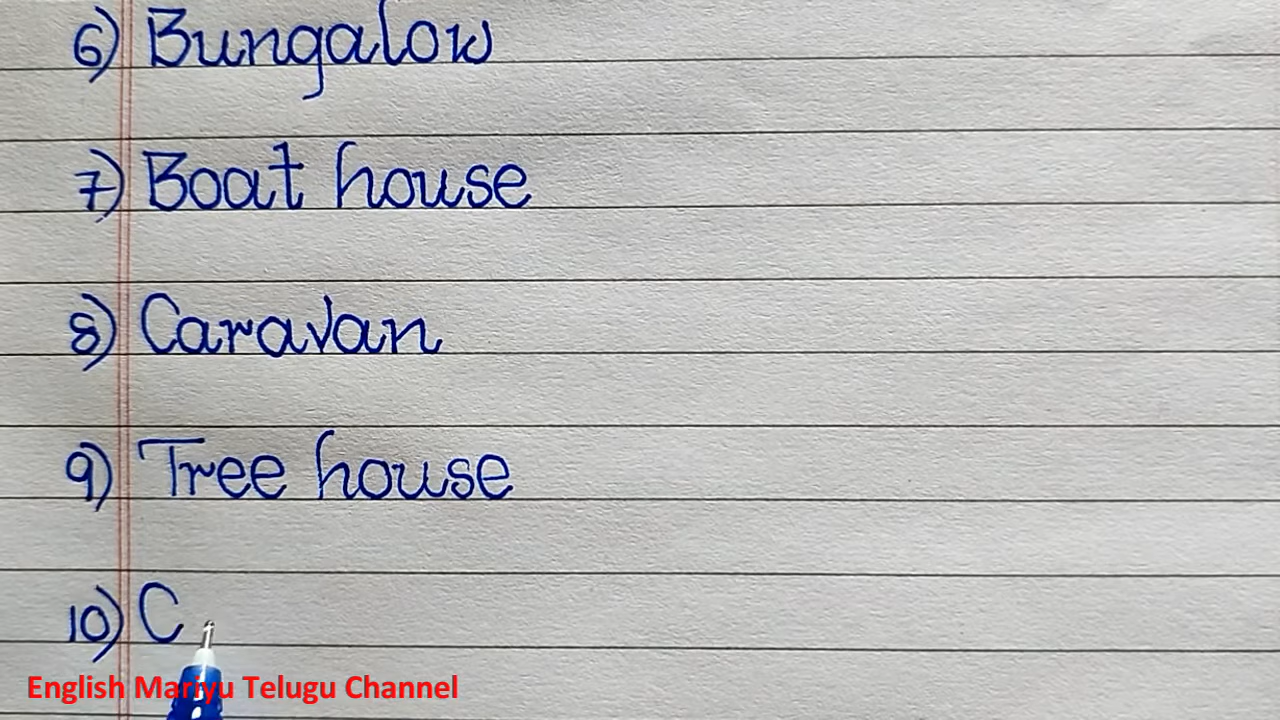 6) Bungalow
7) Boat house
8) Caravan
9) Tree house
10) C
English Mariyu Telugu Channel